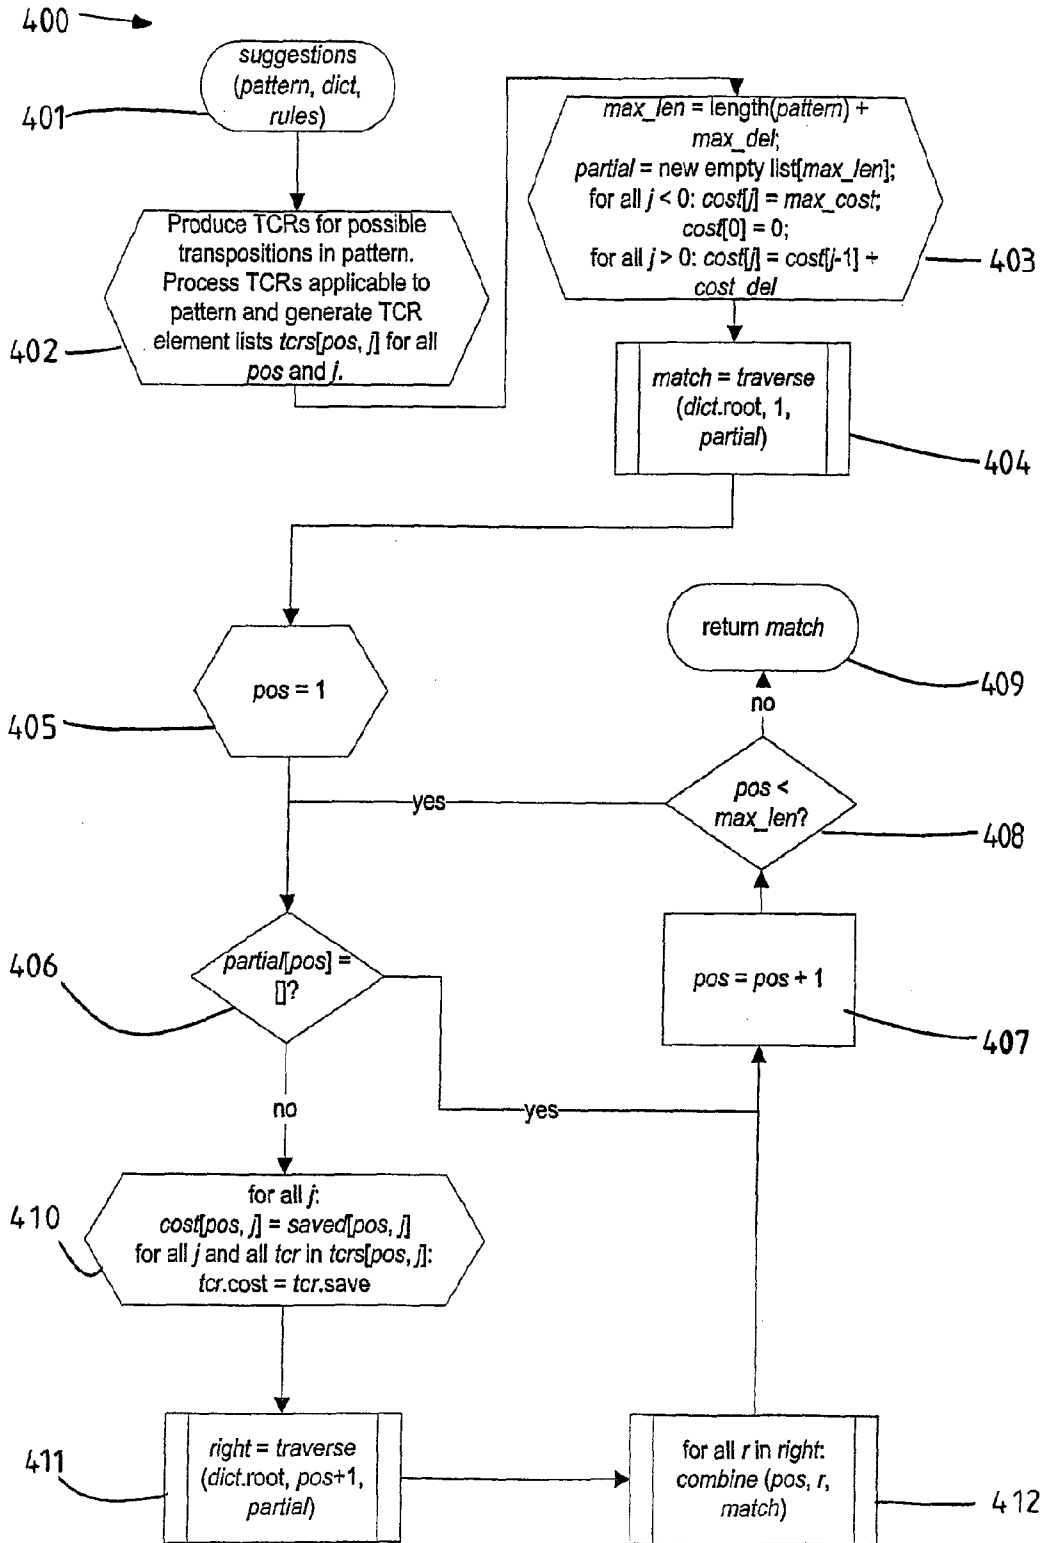 400
suggestions
(pattern, dict,
rules)
401
Produce TCRs for possible
transpositions in pattern.
Process TCRs applicable to
pattern and generate TCR
element lists tcrs[pos, j] for all
pos and j.
402
max_len = length(pattern) +
max_del;
partial = new empty list[max_len];
for all j < 0: cost[j] = max_cost;
cost[0] = 0;
for all j > 0: cost[j] = cost[j-1] +
cost_del
403
match = traverse
(dict.root, 1,
partial)
404
pos = 1
405
return match
409
no
pos <
max_len?
408
yes
partial[pos] =
[]?
406
pos = pos + 1
407
no
yes
for all j:
cost[pos, j] = saved[pos, j]
for all j and all tcr in tcrs[pos, j]:
tcr.cost = tcr.save
410
right = traverse
(dict.root, pos+1,
partial)
411
for all r in right:
combine (pos, r,
match)
412